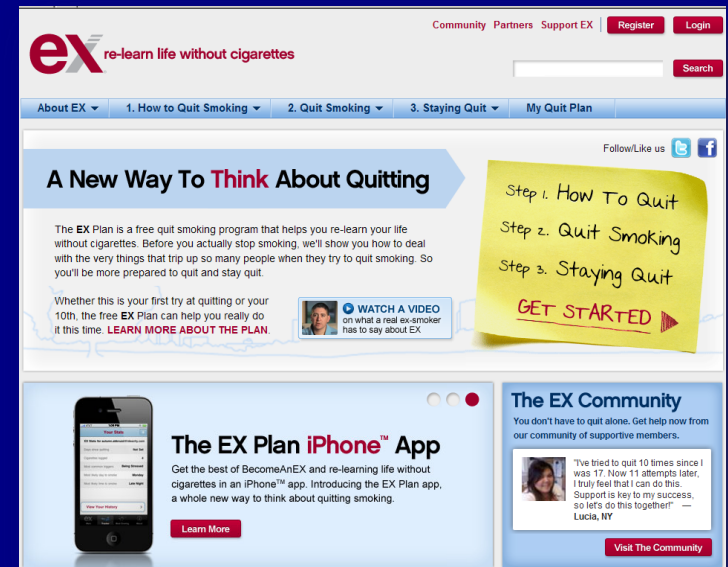 Community Partners Support EX Register Login
ex re-learn life without cigarettes
Search
About EX 1. How to Quit Smoking 2. Quit Smoking 3. Staying Quit My Quit Plan
Follow/Like us
A New Way To Think About Quitting
The EX Plan is a free quit smoking program that helps you re-learn your life
without cigarettes. Before you actually stop smoking, we'll show you how to deal
with the very things that trip up so many people when they try to quit smoking. So
you'll be more prepared to quit and stay quit.
Whether this is your first try at quitting or your
10th, the free EX Plan can help you really do
it this time. LEARN MORE ABOUT THE PLAN.
WATCH A VIDEO
on what a real ex-smoker
has to say about EX
Step 1. How To Quit
Step 2. Quit Smoking
Step 3. Staying Quit
GET STARTED
Your Stats
View Your History
The EX Plan iPhone™ App
Get the best of BecomeAnEX and re-learning life without
cigarettes in an iPhone™ app. Introducing the EX Plan app,
a whole new way to think about quitting smoking.
Learn More
The EX Community
You don't have to quit alone. Get help now from
our community of supportive members.
"I've tried to quit 10 times since I
was 17. Now 11 attempts later,
I truly feel that I can do this.
Support is key to my success,
so let's do this together!" —
Lucia, NY
Visit The Community